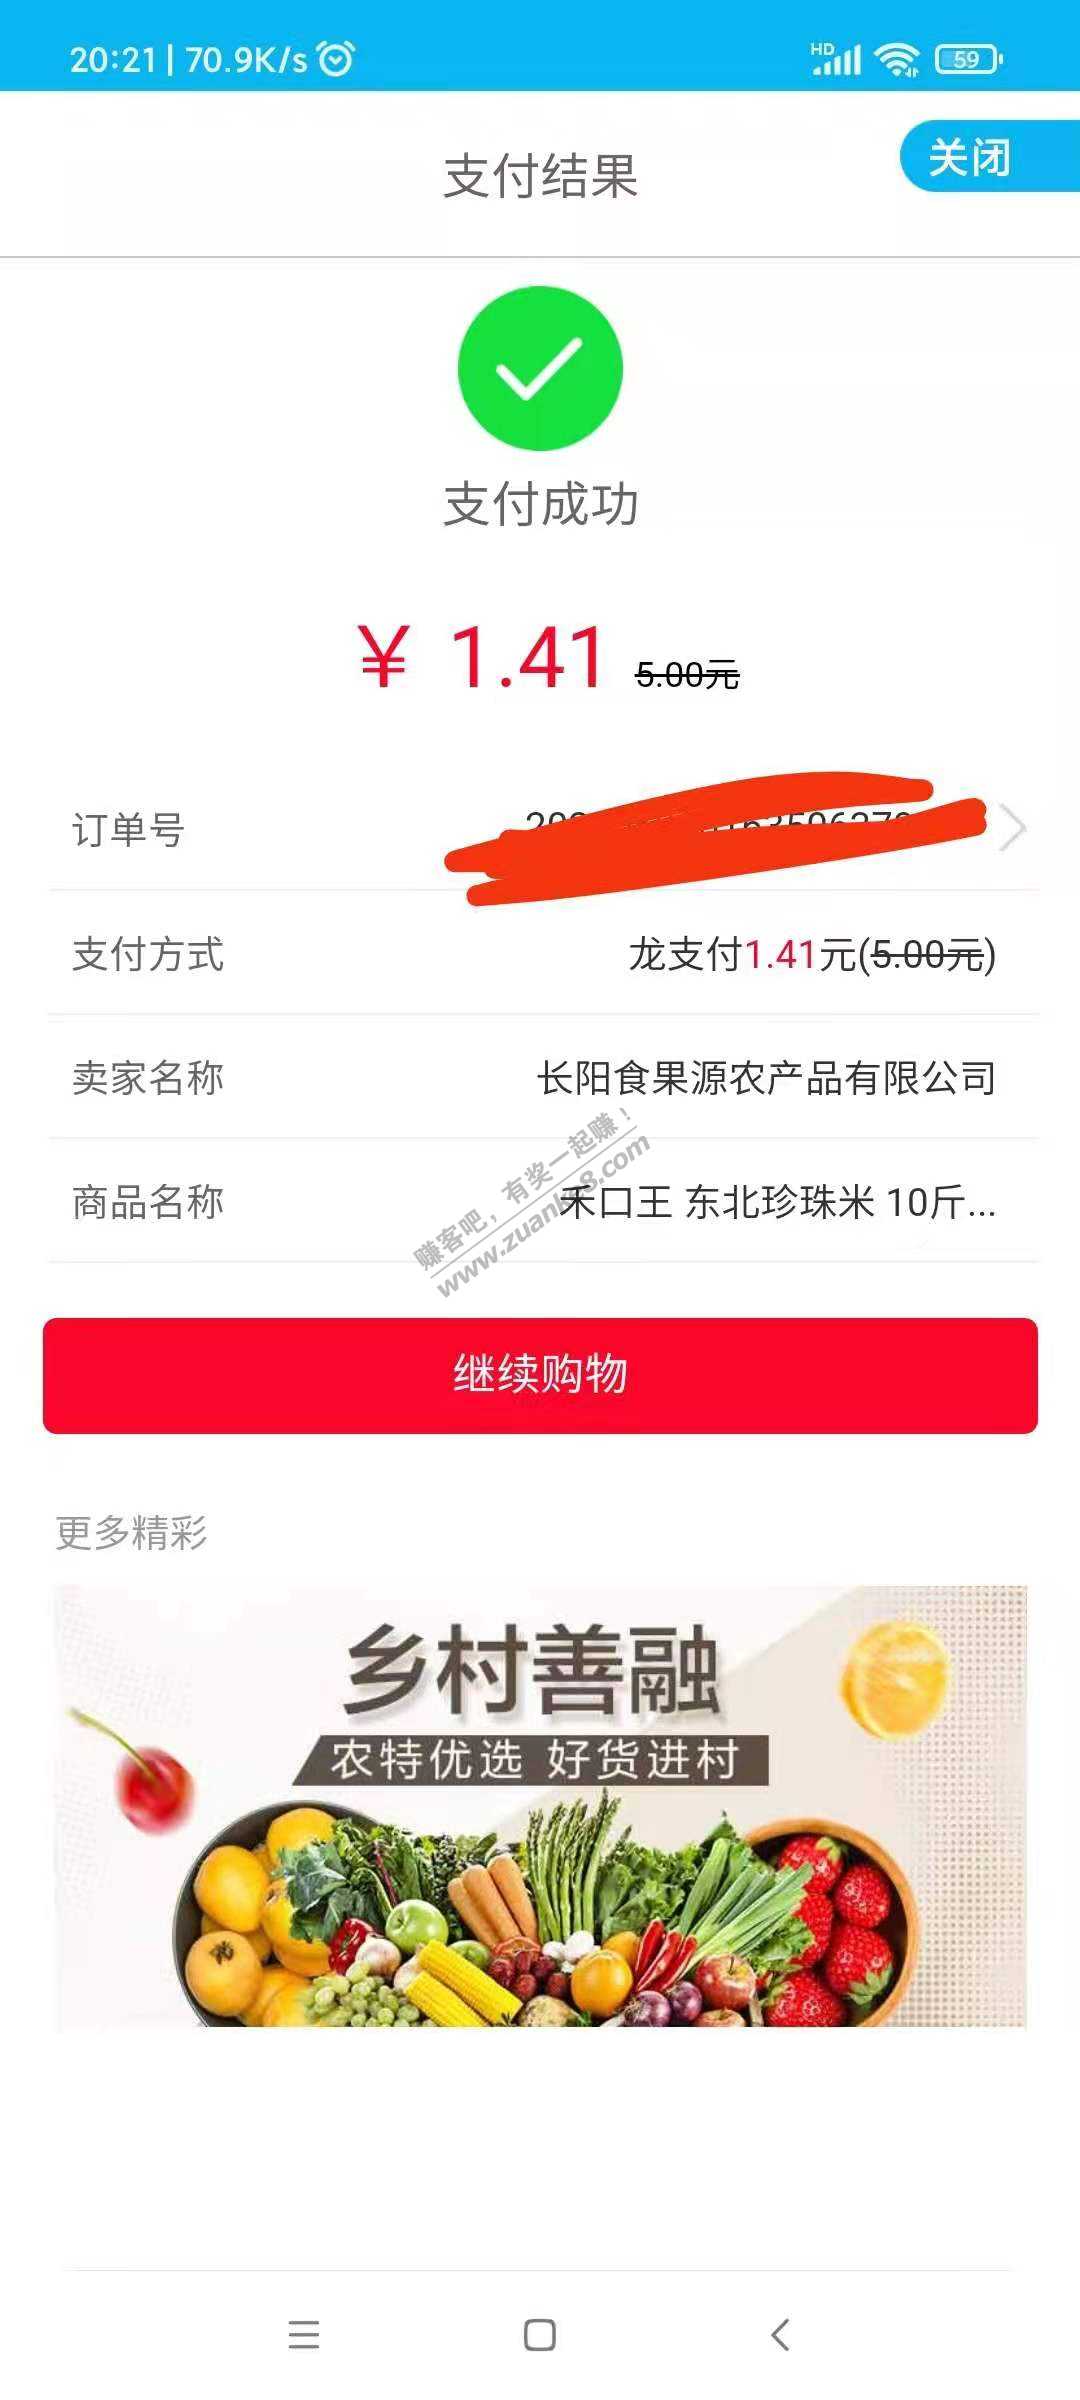 20:21 | 70.9K/s
HD
59
支付结果
关闭
支付成功
¥ 1.41 5.00元
订单号
支付方式 龙支付1.41元(5.00元)
卖家名称 长阳食果源农产品有限公司
商品名称 禾口王 东北珍珠米 10斤...
赚客吧，有奖一起赚！
www.zuanke8.com
继续购物
更多精彩
乡村善融
农特优选 好货进村